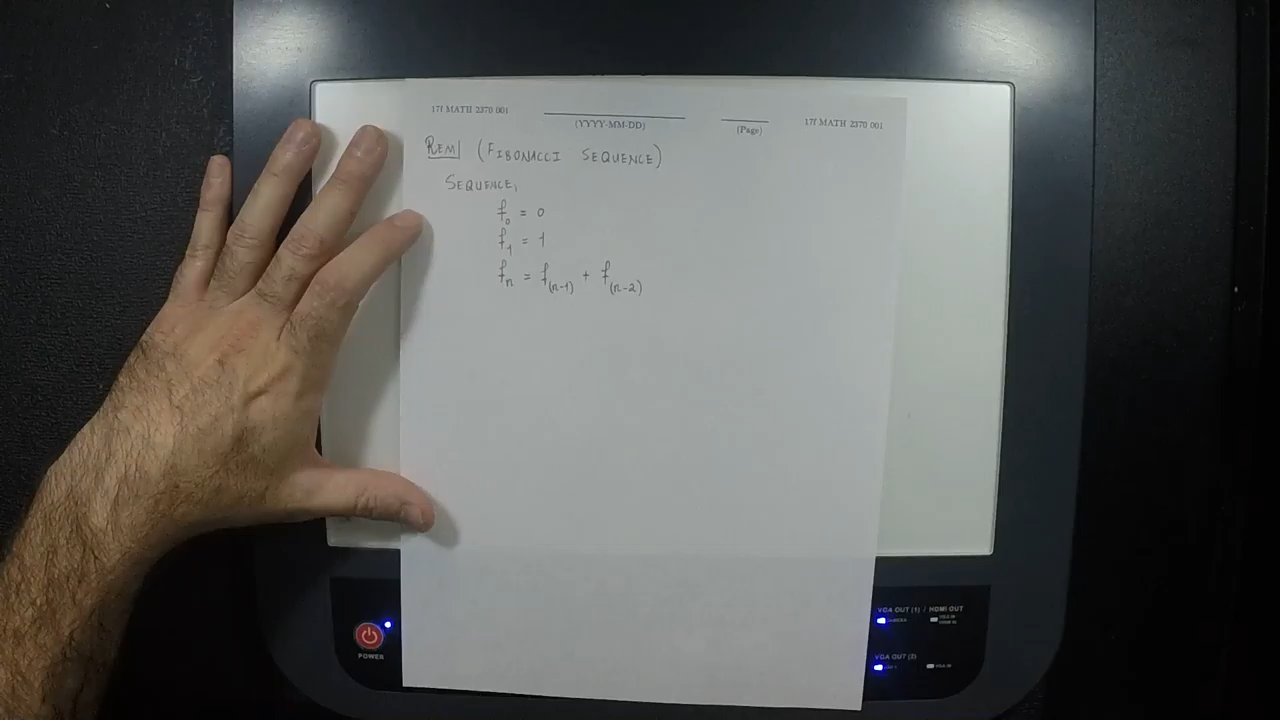 17f MATH 2370 001 (YYYY-MM-DD) (Page) 17f MATH 2370 001
REM (FIBONACCI SEQUENCE)
SEQUENCE,
f₀ = 0
f₁ = 1
fₙ = f₍ₙ₋₁₎ + f₍ₙ₋₂₎
VGA OUT (1) / HDMI OUT
POWER
VGA OUT (2)